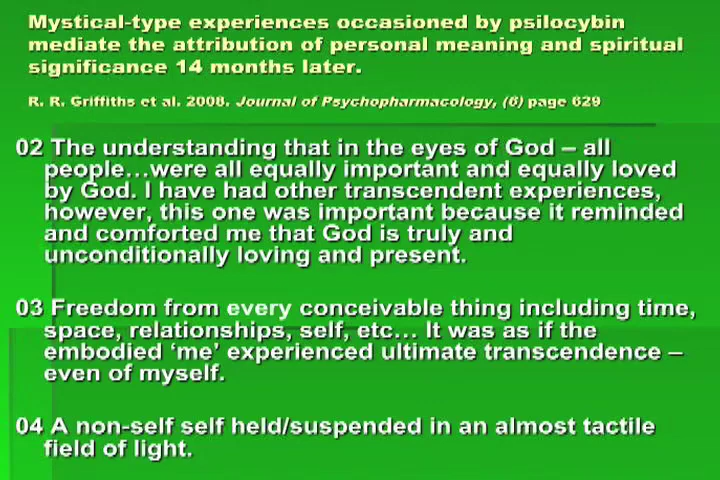 Mystical-type experiences occasioned by psilocybin
mediate the attribution of personal meaning and spiritual
significance 14 months later.
R. R. Griffiths et al. 2008. Journal of Psychopharmacology, (6) page 629
02 The understanding that in the eyes of God – all
people…were all equally important and equally loved
by God. I have had other transcendent experiences,
however, this one was important because it reminded
and comforted me that God is truly and
unconditionally loving and present.
03 Freedom from every conceivable thing including time,
space, relationships, self, etc… It was as if the
embodied ‘me’ experienced ultimate transcendence –
even of myself.
04 A non-self self held/suspended in an almost tactile
field of light.